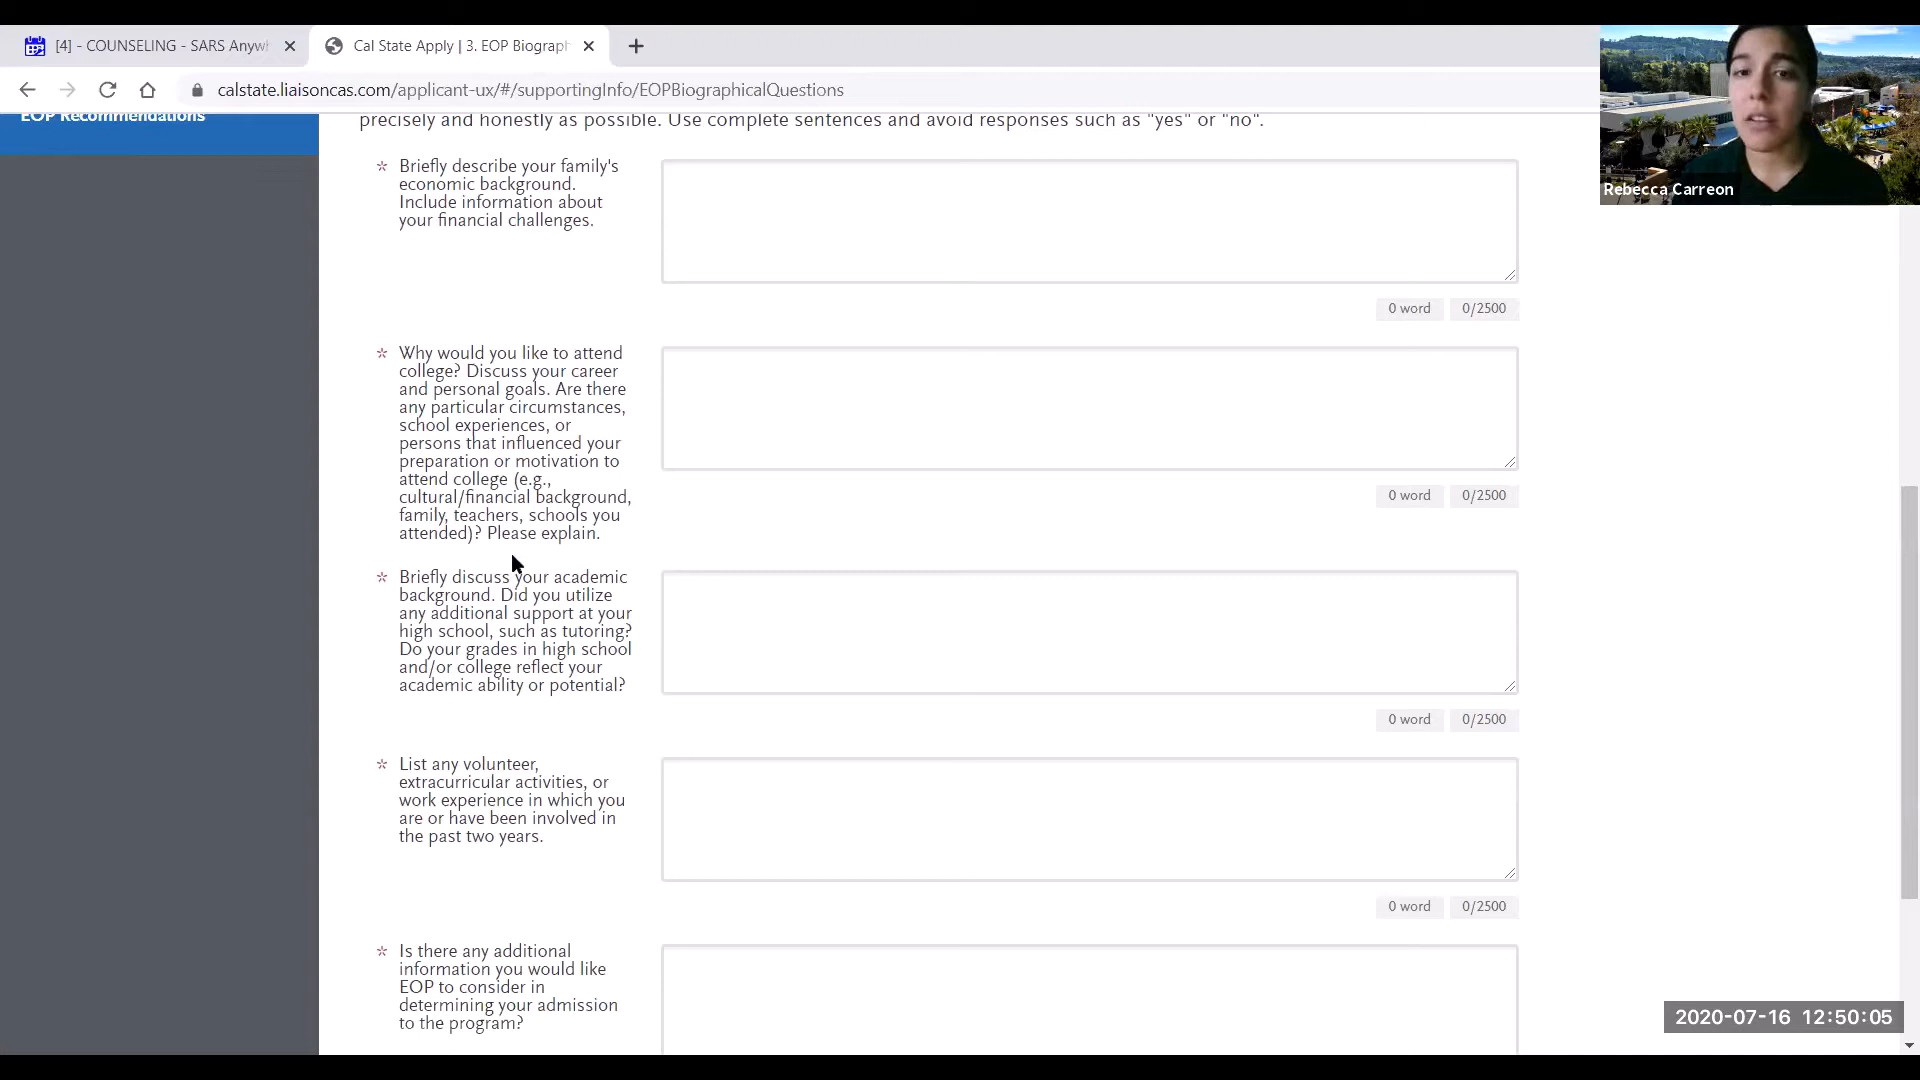 [4] - COUNSELING - SARS Anywh
Cal State Apply | 3. EOP Biograph
calstate.liaisoncas.com/applicant-ux/#/supportingInfo/EOPBiographicalQuestions
EOP Recommendations
precisely and honestly as possible. Use complete sentences and avoid responses such as "yes" or "no".
Rebecca Carreon
* Briefly describe your family's
economic background.
Include information about
your financial challenges.
0 word 0/2500
* Why would you like to attend
college? Discuss your career
and personal goals. Are there
any particular circumstances,
school experiences, or
persons that influenced your
preparation or motivation to
attend college (e.g.,
cultural/financial background,
family, teachers, schools you
attended)? Please explain.
0 word 0/2500
* Briefly discuss your academic
background. Did you utilize
any additional support at your
high school, such as tutoring?
Do your grades in high school
and/or college reflect your
academic ability or potential?
0 word 0/2500
* List any volunteer,
extracurricular activities, or
work experience in which you
are or have been involved in
the past two years.
0 word 0/2500
* Is there any additional
information you would like
EOP to consider in
determining your admission
to the program?
2020-07-16 12:50:05